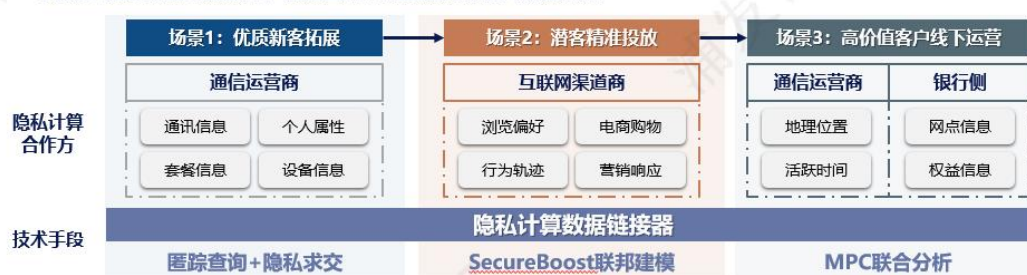 场景1：优质新客拓展
场景2：潜客精准投放
场景3：高价值客户线下运营
隐私计算
合作方
通信运营商
通讯信息
个人属性
套餐信息
设备信息
互联网渠道商
浏览偏好
电商购物
行为轨迹
营销响应
通信运营商
银行侧
地理位置
网点信息
活跃时间
权益信息
技术手段
隐私计算数据链接器
匿踪查询+隐私求交
SecureBoost联邦建模
MPC联合分析